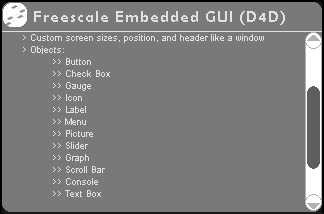 Freescale Embedded GUI (D4D)
> Custom screen sizes, position, and header like a window
> Objects:
>> Button
>> Check Box
>> Gauge
>> Icon
>> Label
>> Menu
>> Picture
>> Slider
>> Graph
>> Scroll Bar
>> Console
>> Text Box